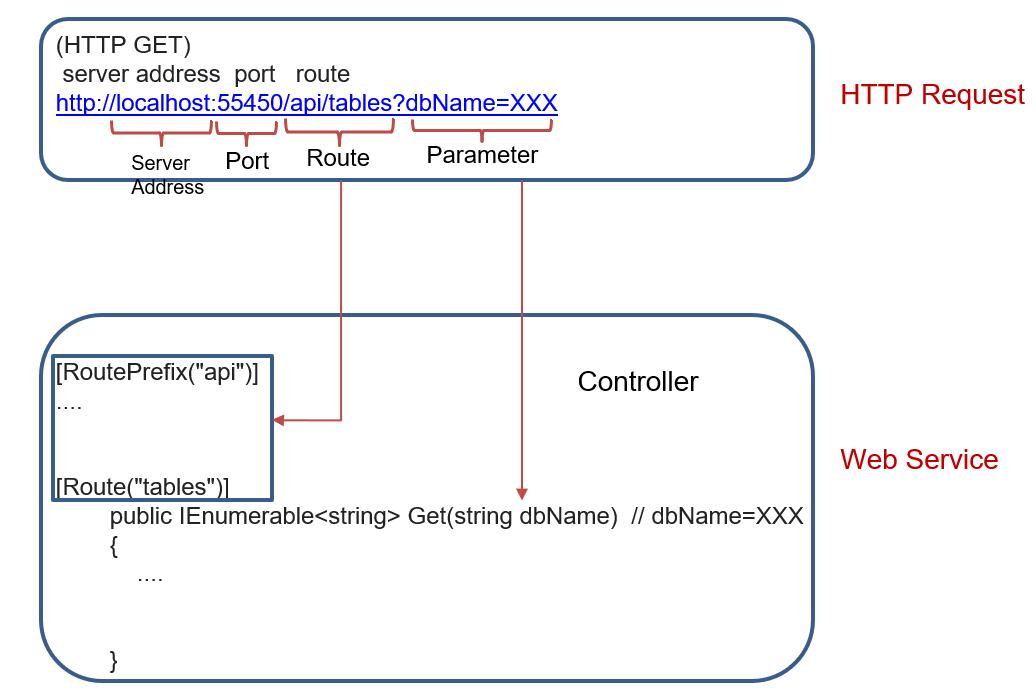 (HTTP GET)
server address port route
http://localhost:55450/api/tables?dbName=XXX
Server
Address
Port
Route
Parameter
HTTP Request
[RoutePrefix("api")]
....
Controller
Web Service
[Route("tables")]
public IEnumerable<string> Get(string dbName) // dbName=XXX
{
....
}